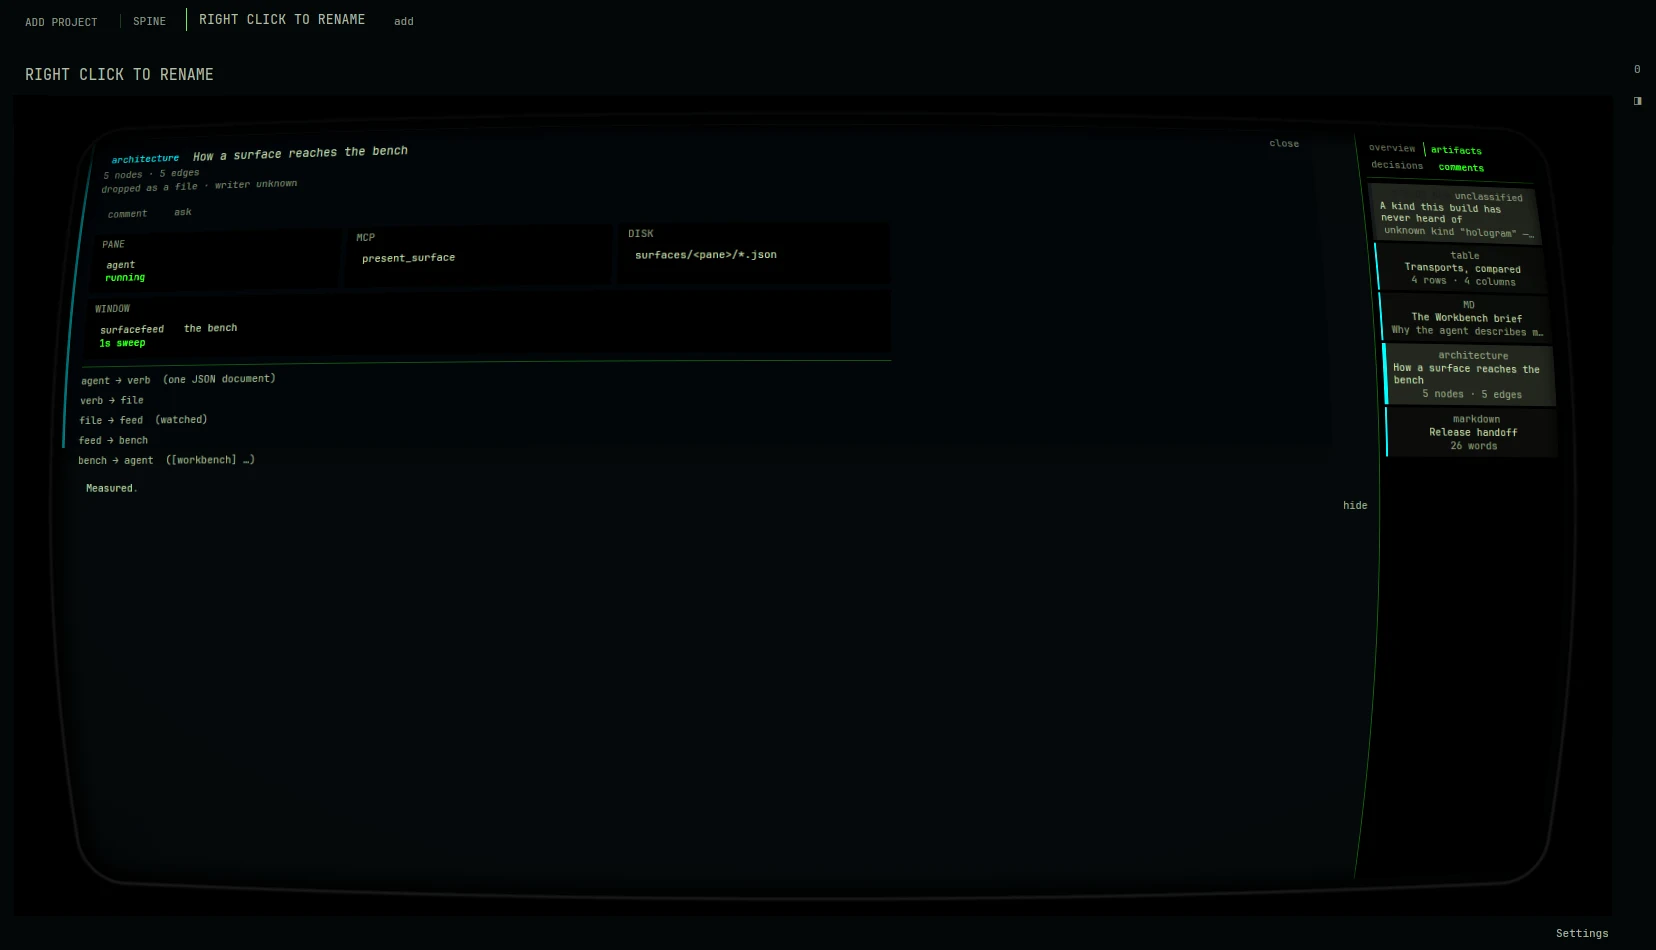 ADD PROJECT SPINE RIGHT CLICK TO RENAME add
RIGHT CLICK TO RENAME
0
architecture How a surface reaches the bench
close
5 nodes · 5 edges
dropped as a file · writer unknown
comment ask
PANE
agent
running
MCP
present_surface
DISK
surfaces/<pane>/*.json
WINDOW
surfacefeed the bench
1s sweep
agent → verb (one JSON document)
verb → file
file → feed (watched)
feed → bench
bench → agent ([workbench] …)
Measured.
hide
overview artifacts
decisions comments
unclassified
A kind this build has
never heard of
unknown kind "hologram" —…
table
Transports, compared
4 rows · 4 columns
MD
The Workbench brief
Why the agent describes m…
architecture
How a surface reaches the
bench
5 nodes · 5 edges
markdown
Release handoff
26 words
Settings